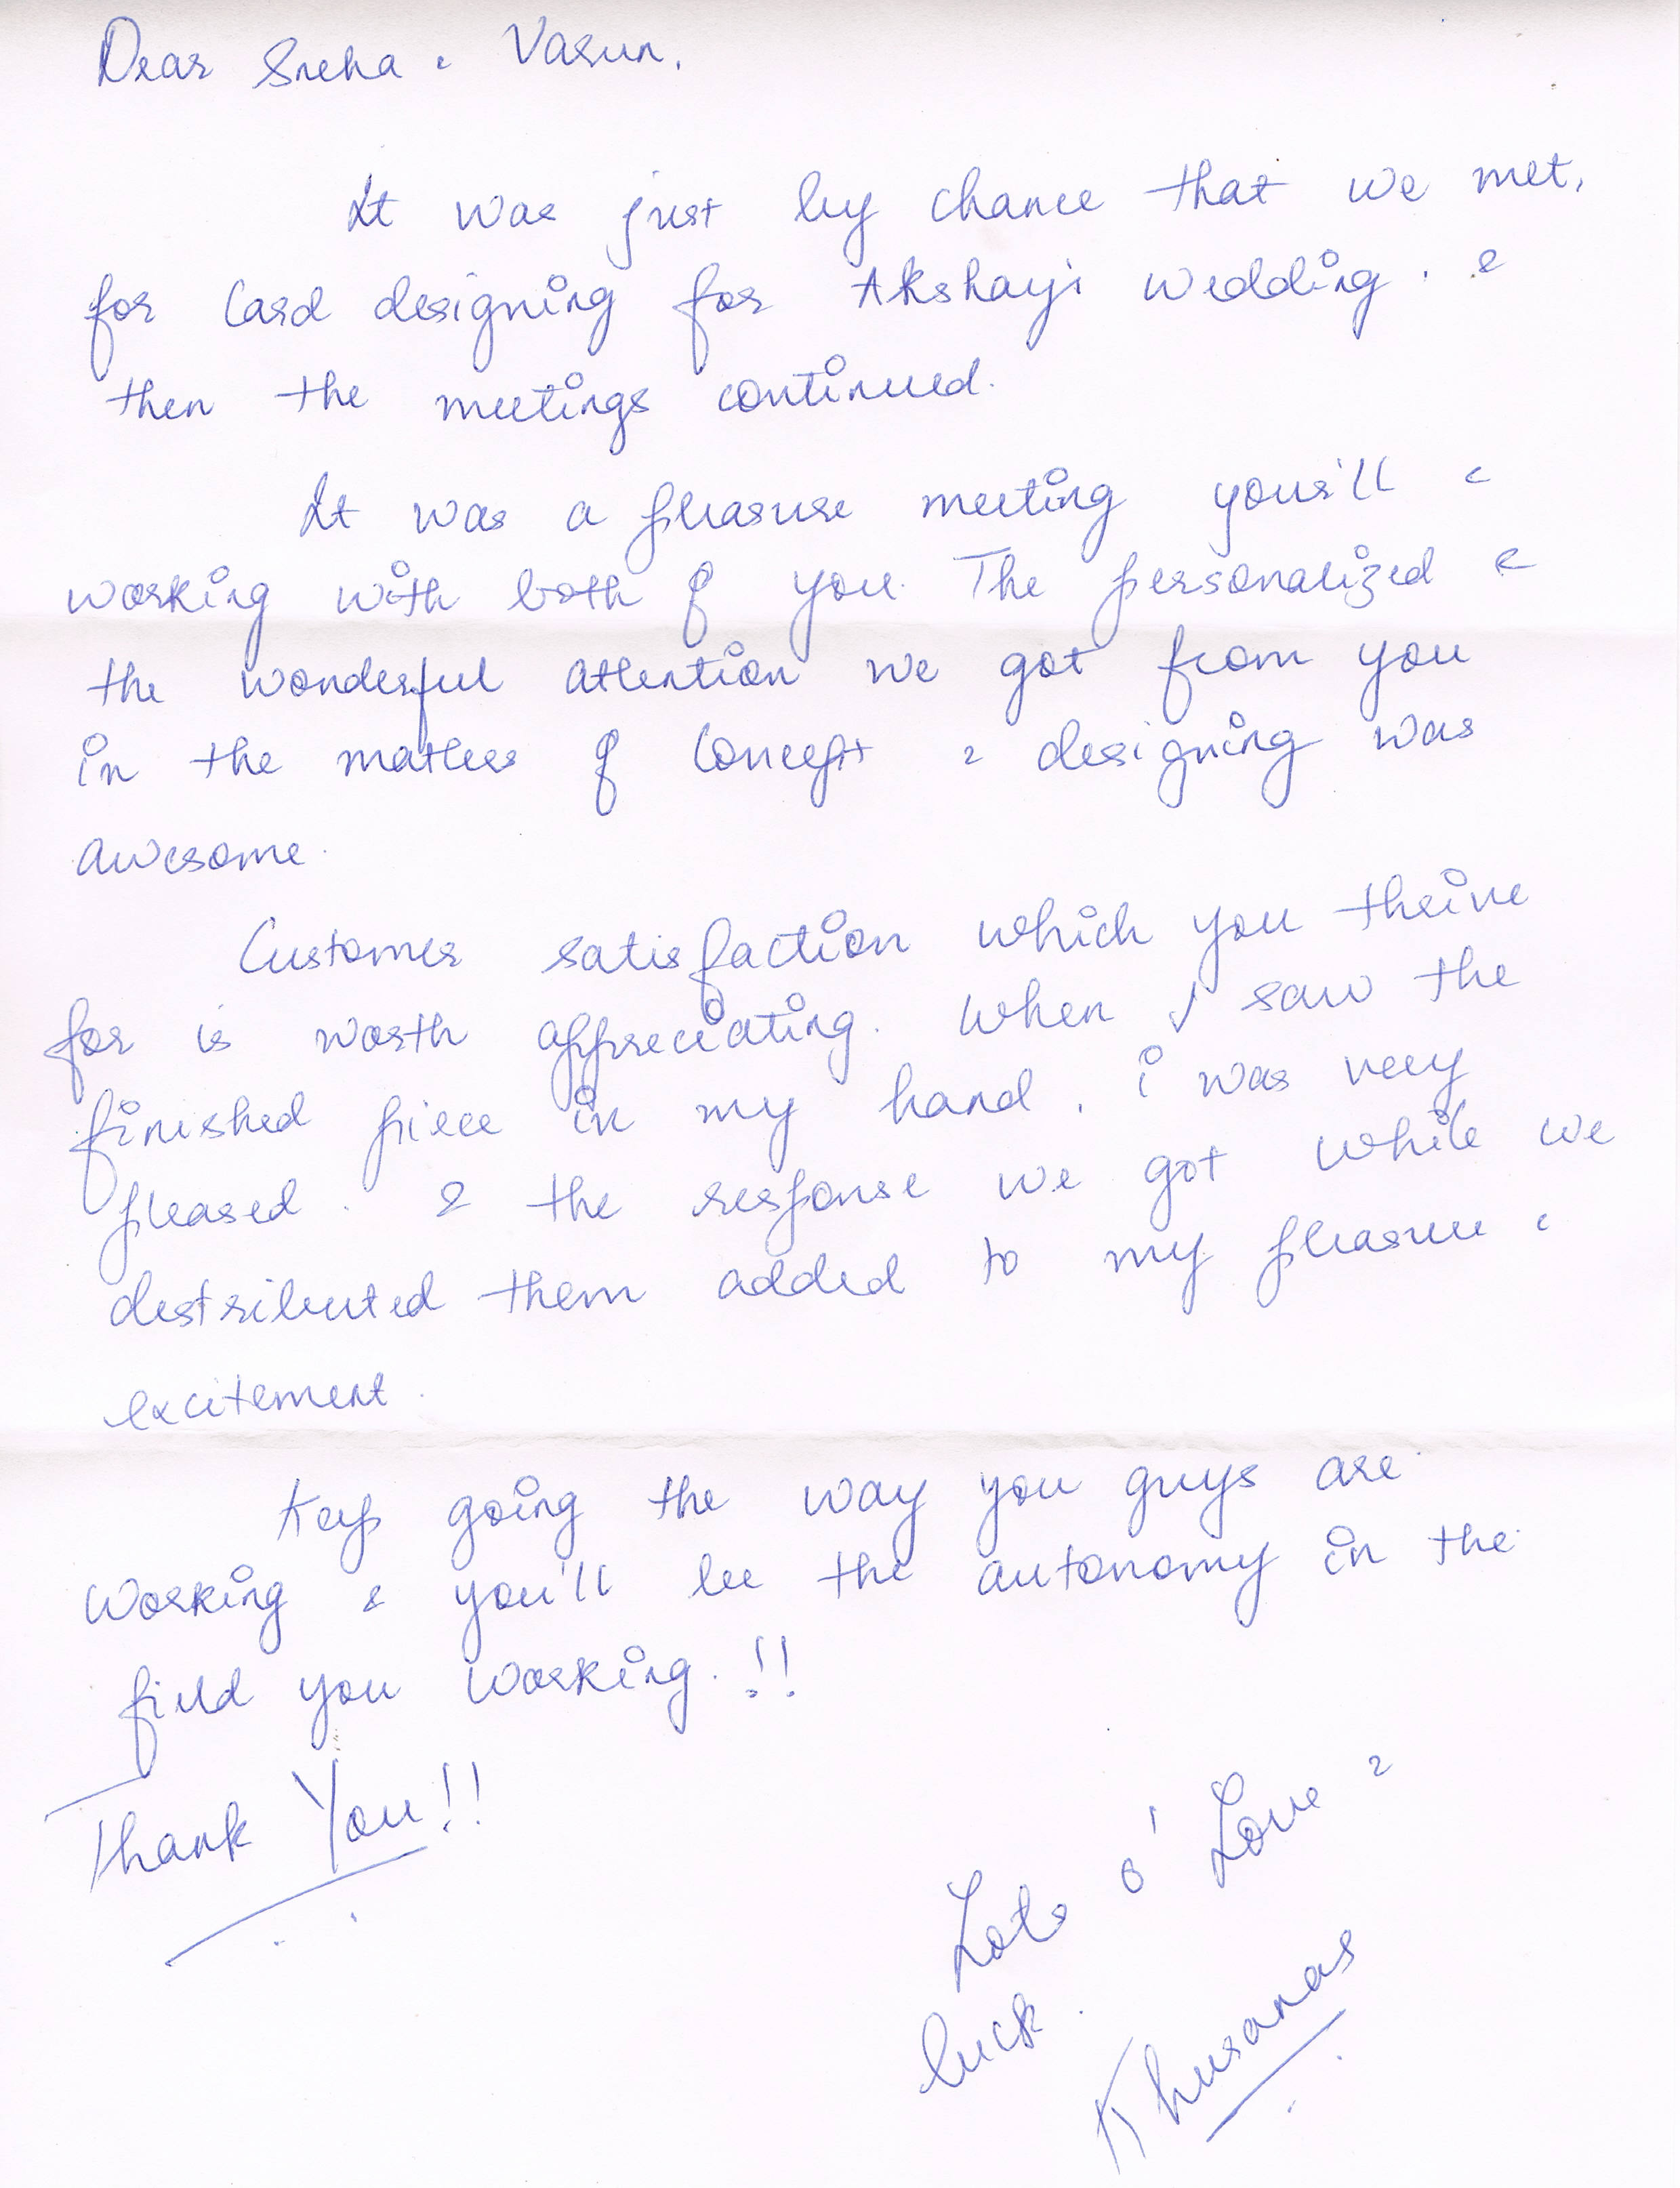 Dear Sneha & Varun,
It was just by chance that we met,
for Card designing for Akshay's wedding. &
then the meetings continued.
It was a pleasure meeting your'll &
working with both of you. The personalized &
the wonderful attention we got from you
in the matters of Concept & designing was
awesome.
Customer satisfaction which you thrive
for is worth appreciating. When I saw the
finished piece in my hand, i was very
pleased. & the response we got while we
distributed them added to my pleasure &
excitement.
Keep going the way you guys are
working & you'll be the autonomy in the
field you working.!!
Thank You!!
Lots o' Love &
luck.
Khuranas